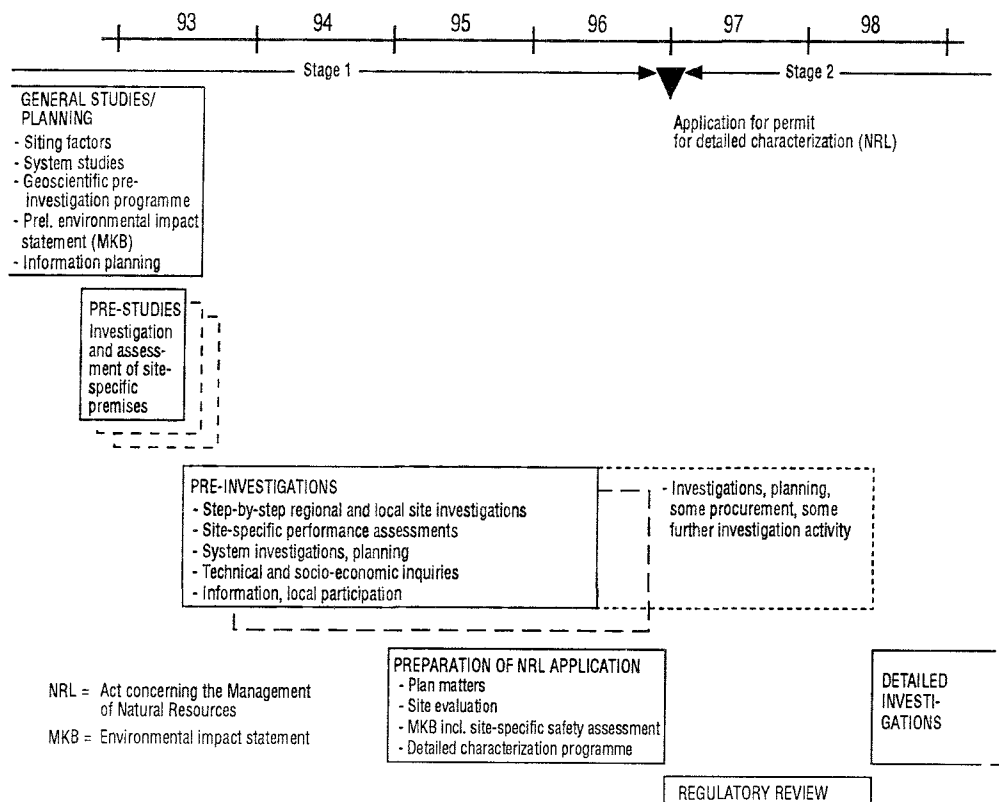 93 94 95 96 97 98
Stage 1
Stage 2
GENERAL STUDIES/
PLANNING
- Siting factors
- System studies
- Geoscientific pre-
investigation programme
- Prel. environmental impact
statement (MKB)
- Information planning
Application for permit
for detailed characterization (NRL)
PRE-STUDIES
Investigation
and assess-
ment of site-
specific
premises
PRE-INVESTIGATIONS
- Step-by-step regional and local site investigations
- Site-specific performance assessments
- System investigations, planning
- Technical and socio-economic inquiries
- Information, local participation
- Investigations, planning,
some procurement, some
further investigation activity
PREPARATION OF NRL APPLICATION
- Plan matters
- Site evaluation
- MKB incl. site-specific safety assessment
- Detailed characterization programme
DETAILED
INVESTI-
GATIONS
NRL = Act concerning the Management
of Natural Resources
MKB = Environmental impact statement
REGULATORY REVIEW